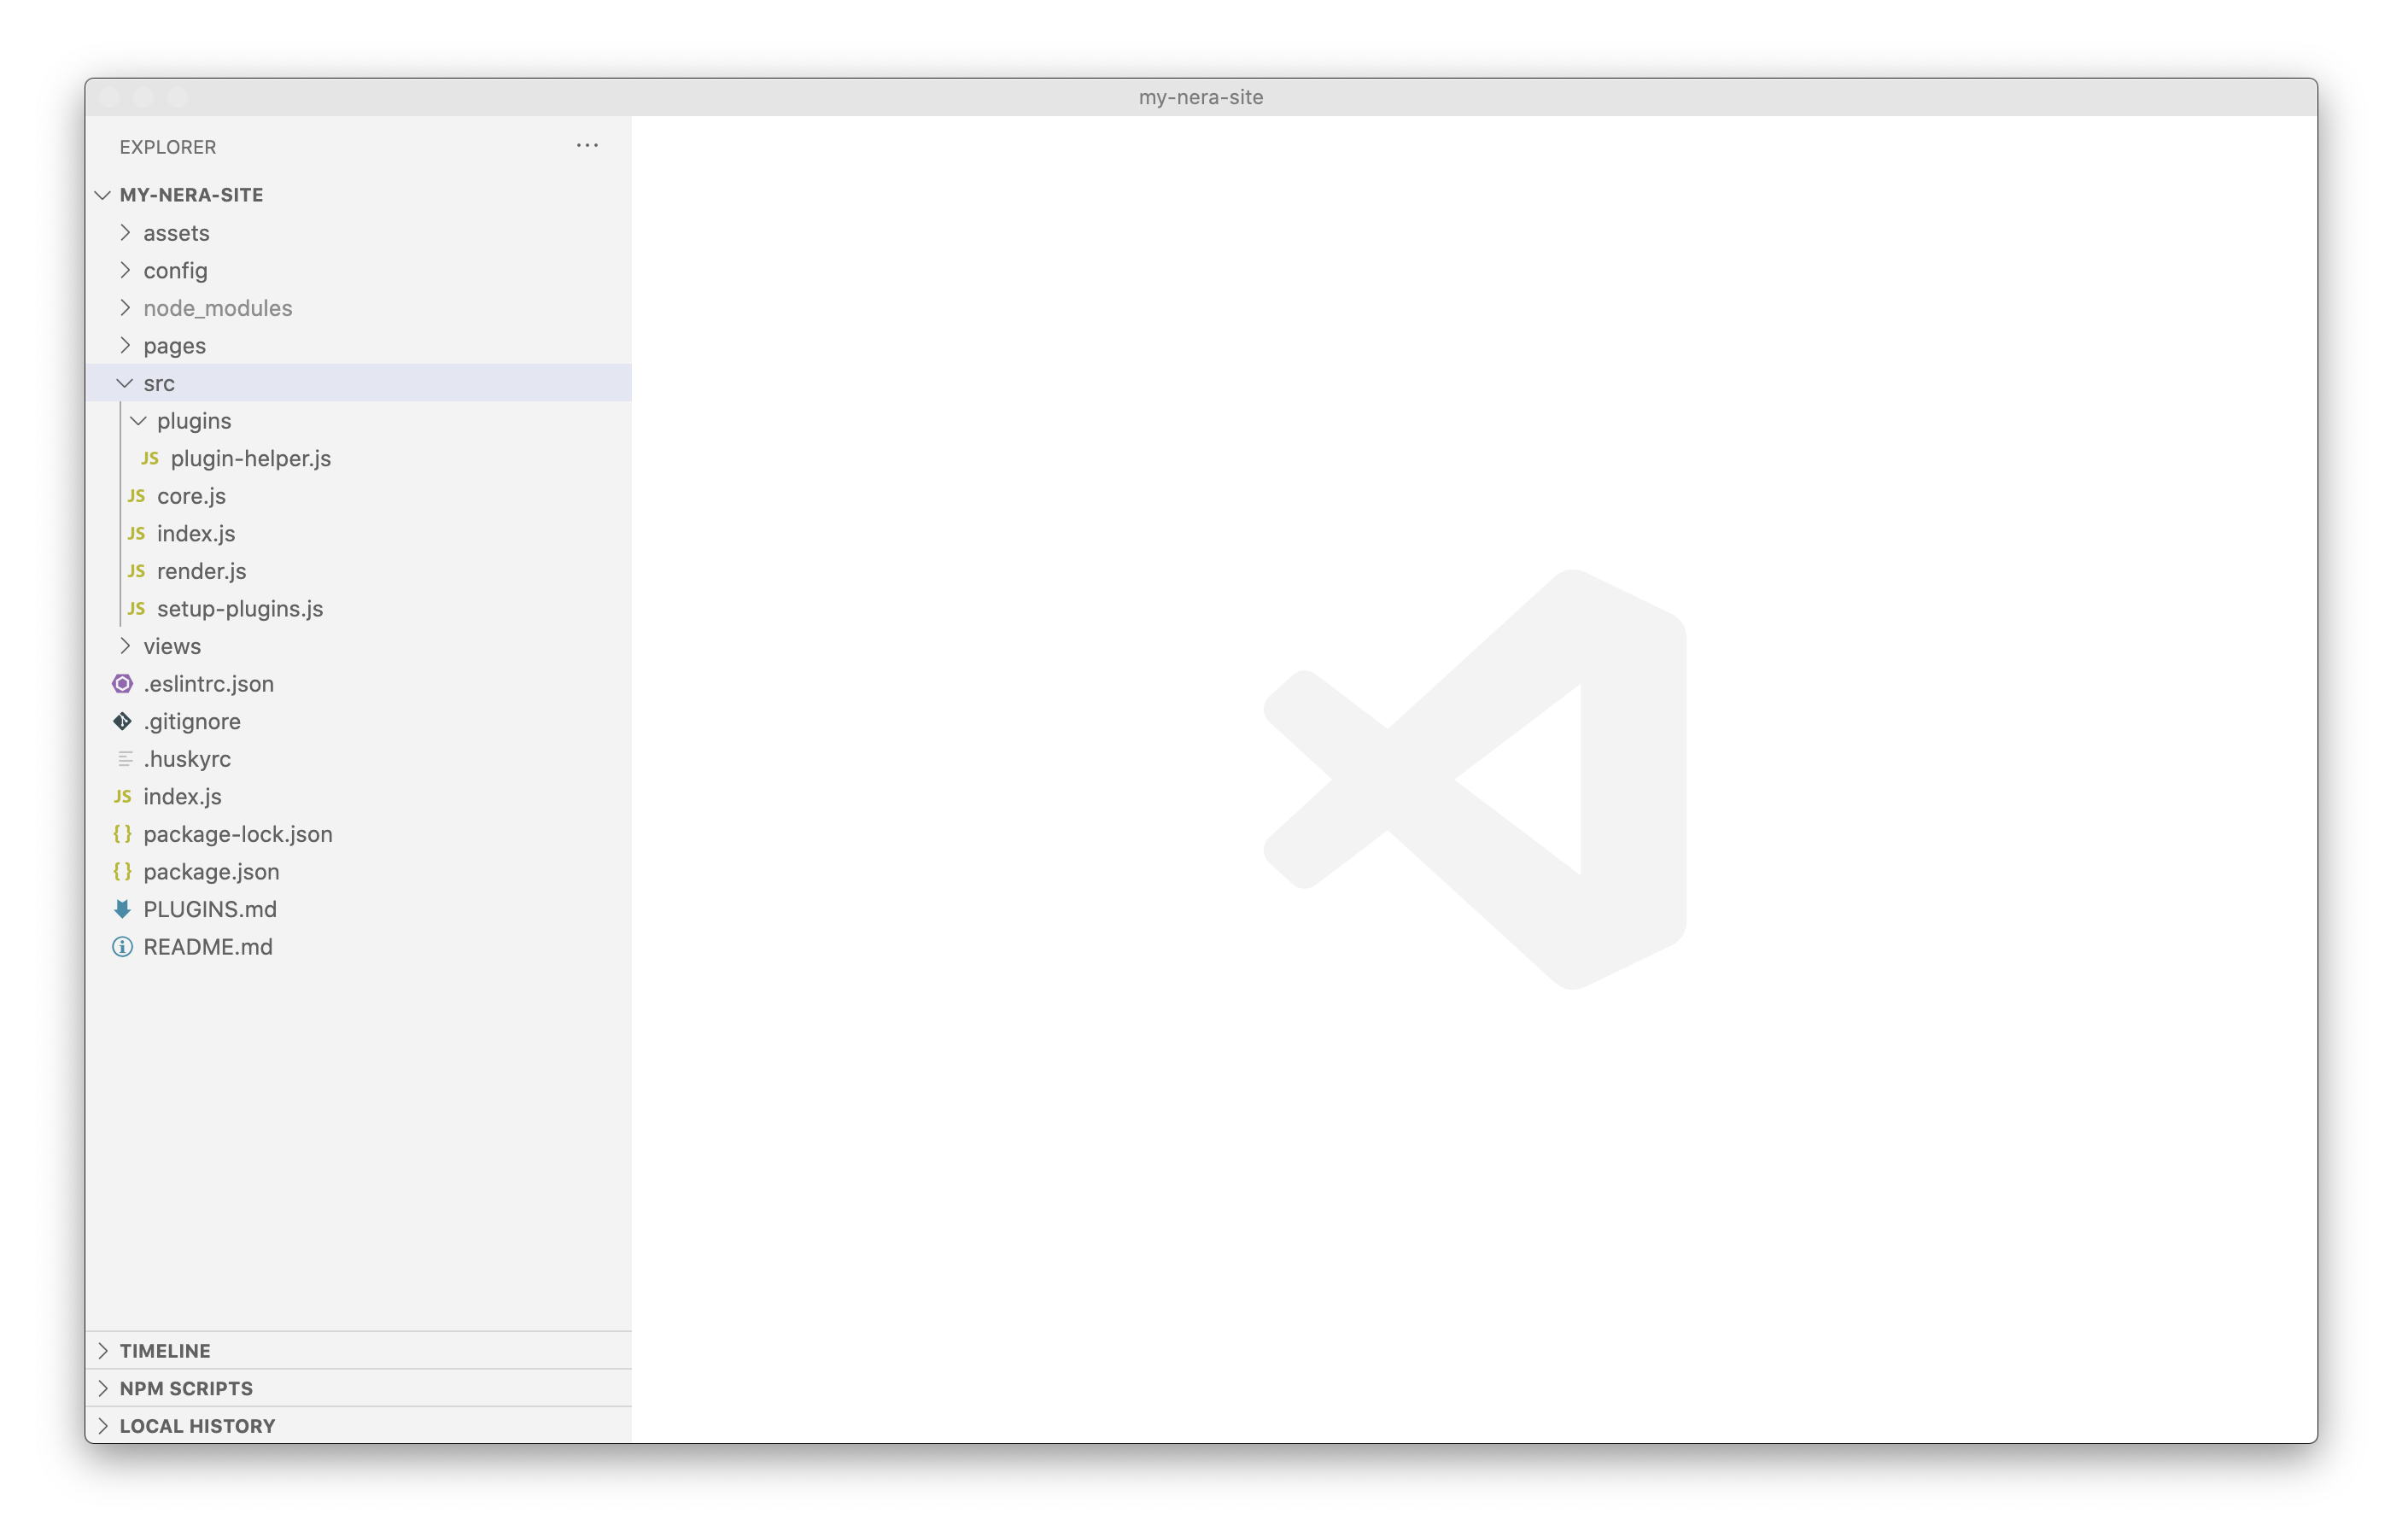 my-nera-site
EXPLORER
MY-NERA-SITE
assets
config
node_modules
pages
src
plugins
JS plugin-helper.js
JS core.js
JS index.js
JS render.js
JS setup-plugins.js
views
.eslintrc.json
.gitignore
.huskyrc
JS index.js
{ } package-lock.json
{ } package.json
PLUGINS.md
README.md
TIMELINE
NPM SCRIPTS
LOCAL HISTORY